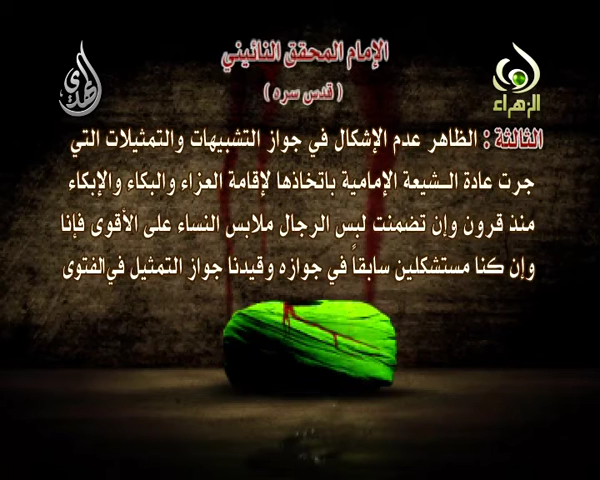 الإمام المحقق النائيني
( قدس سره )
الهدى
الزهراء
الثالثة : الظاهر عدم الإشكال في جواز التشبيهات والتمثيلات التي
جرت عادة الــشيعة الإمامية باتخاذها لإقامة العزاء والبكاء والإبكاء
منذ قرون وإن تضمنت لبس الرجال ملابس النساء على الأقوى فإنا
وإن كنا مستشكلين سابقاً في جوازه وقيدنا جواز التمثيل في الفتوى